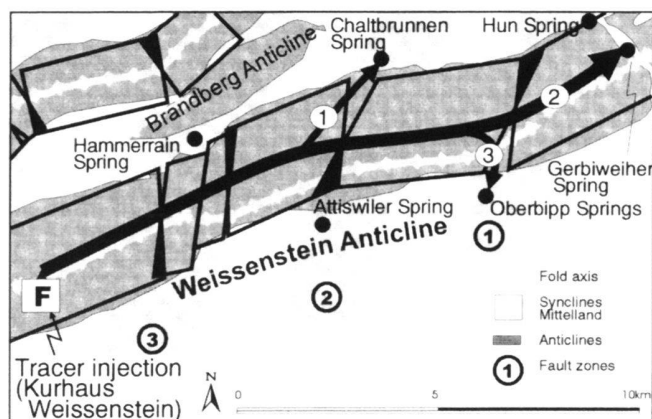 Chaltbrunnen
Spring
Hun Spring
Brandberg Anticline
Hammerrain
Spring
1
2
3
Gerbiweiher
Spring
Attiswiler Spring
Oberbipp Springs
Weissenstein Anticline
1
2
3
F
Tracer injection
(Kurhaus
Weissenstein)
N
Fold axis
Synclines
Mittelland
Anticlines
1 Fault zones
0 5 10km